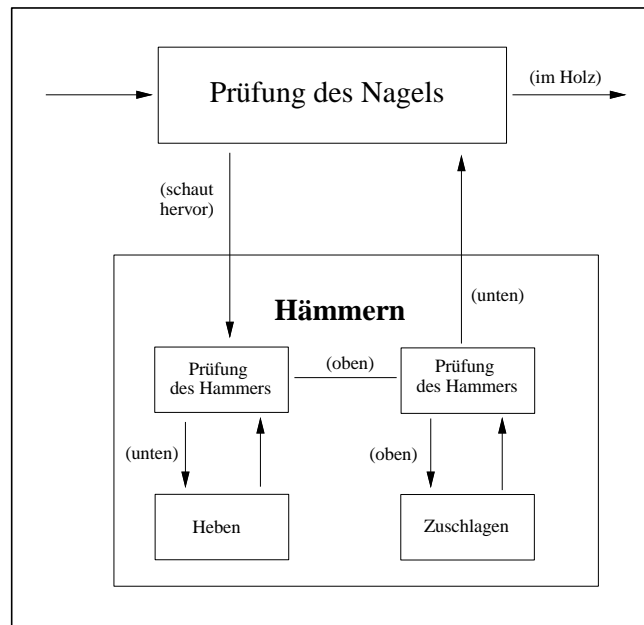 Prüfung des Nagels
(im Holz)
(schaut
hervor)
Hämmern
(unten)
Prüfung
des Hammers
(oben)
Prüfung
des Hammers
(unten)
(oben)
Heben
Zuschlagen